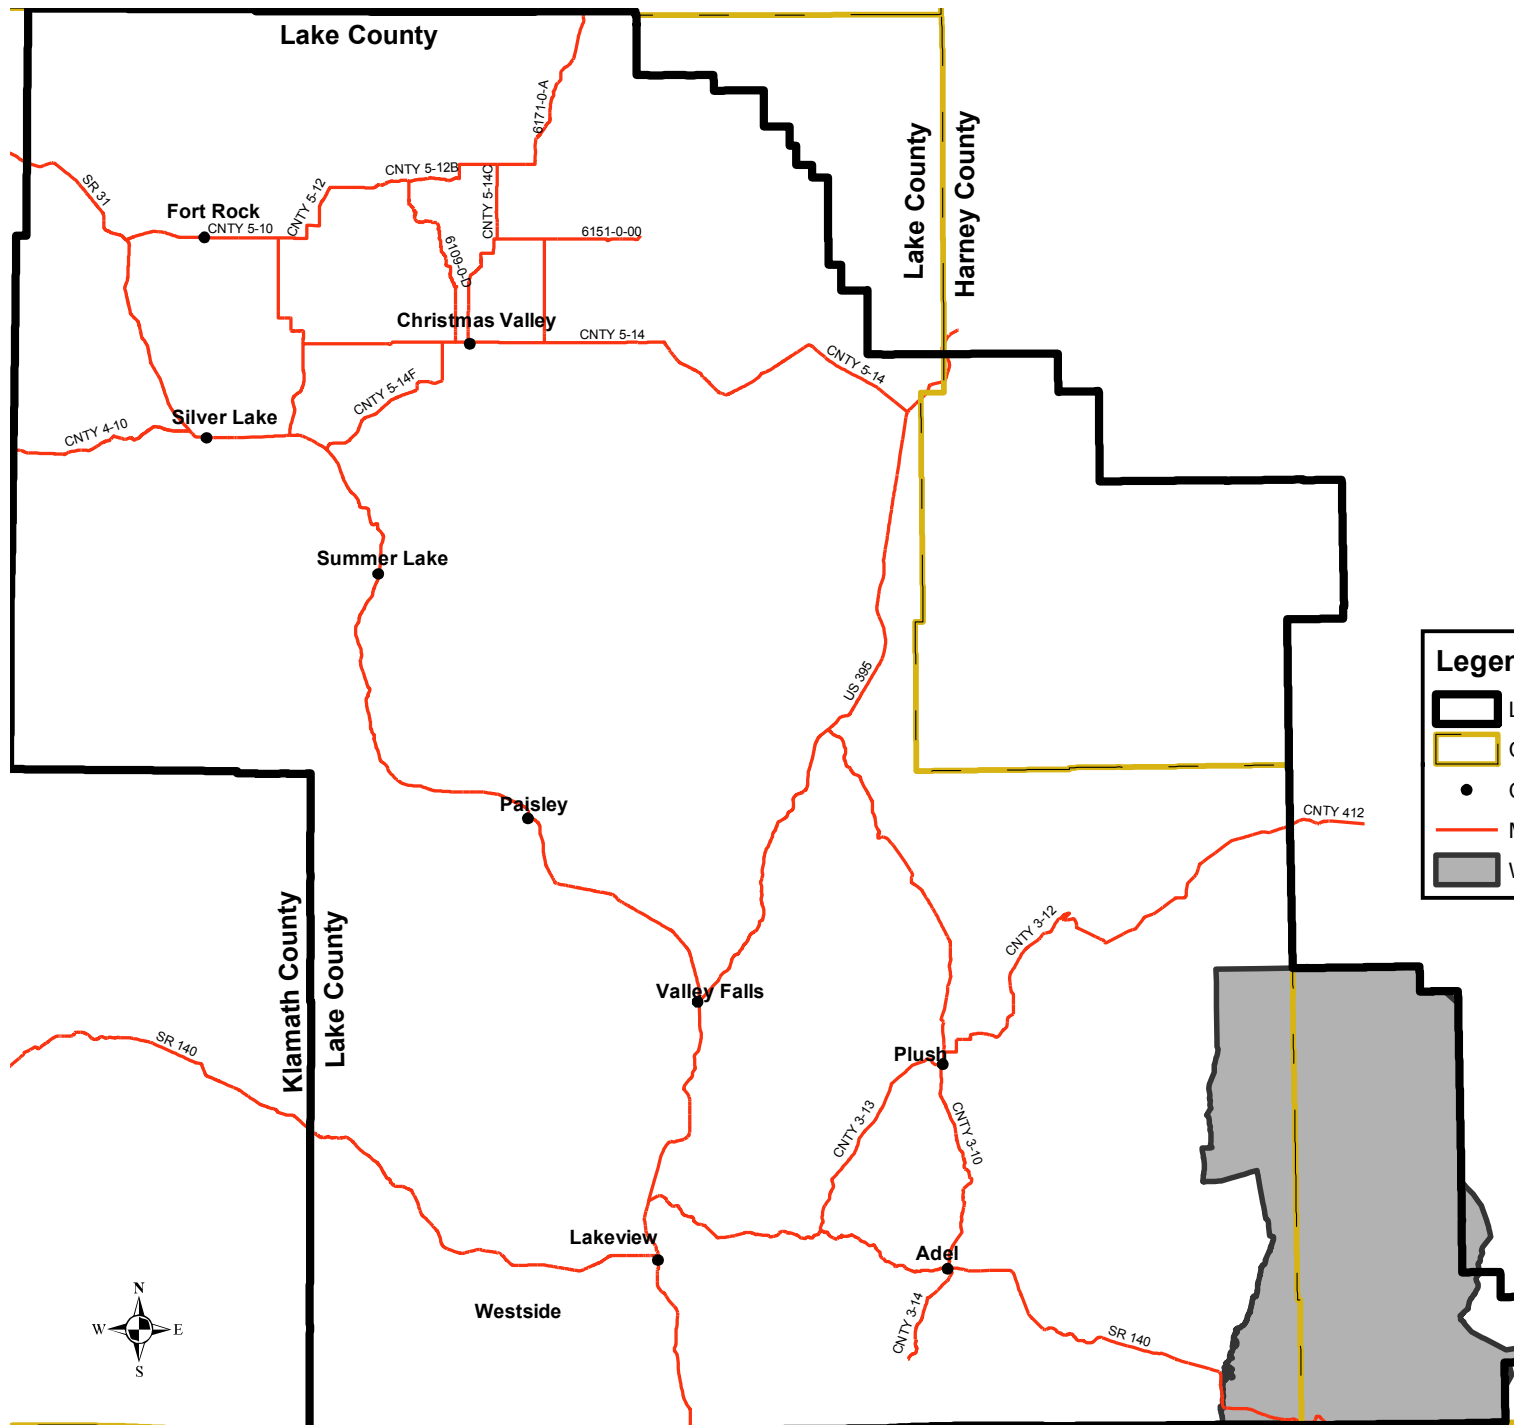 Lake County
6171-0-A
Lake County
Harney County
SR 31
CNTY 5-12B
CNTY 5-14C
CNTY 5-12
Fort Rock
CNTY 5-10
6109-0-D
6151-0-00
Christmas Valley
CNTY 5-14
CNTY 5-14
CNTY 5-14F
Silver Lake
CNTY 4-10
Summer Lake
US 395
Legen
Paisley
CNTY 412
CNTY 3-12
Klamath County
Lake County
Valley Falls
SR 140
Plush
CNTY 3-13
CNTY 3-10
Lakeview
Adel
Westside
CNTY 3-14
SR 140
N
W
E
S